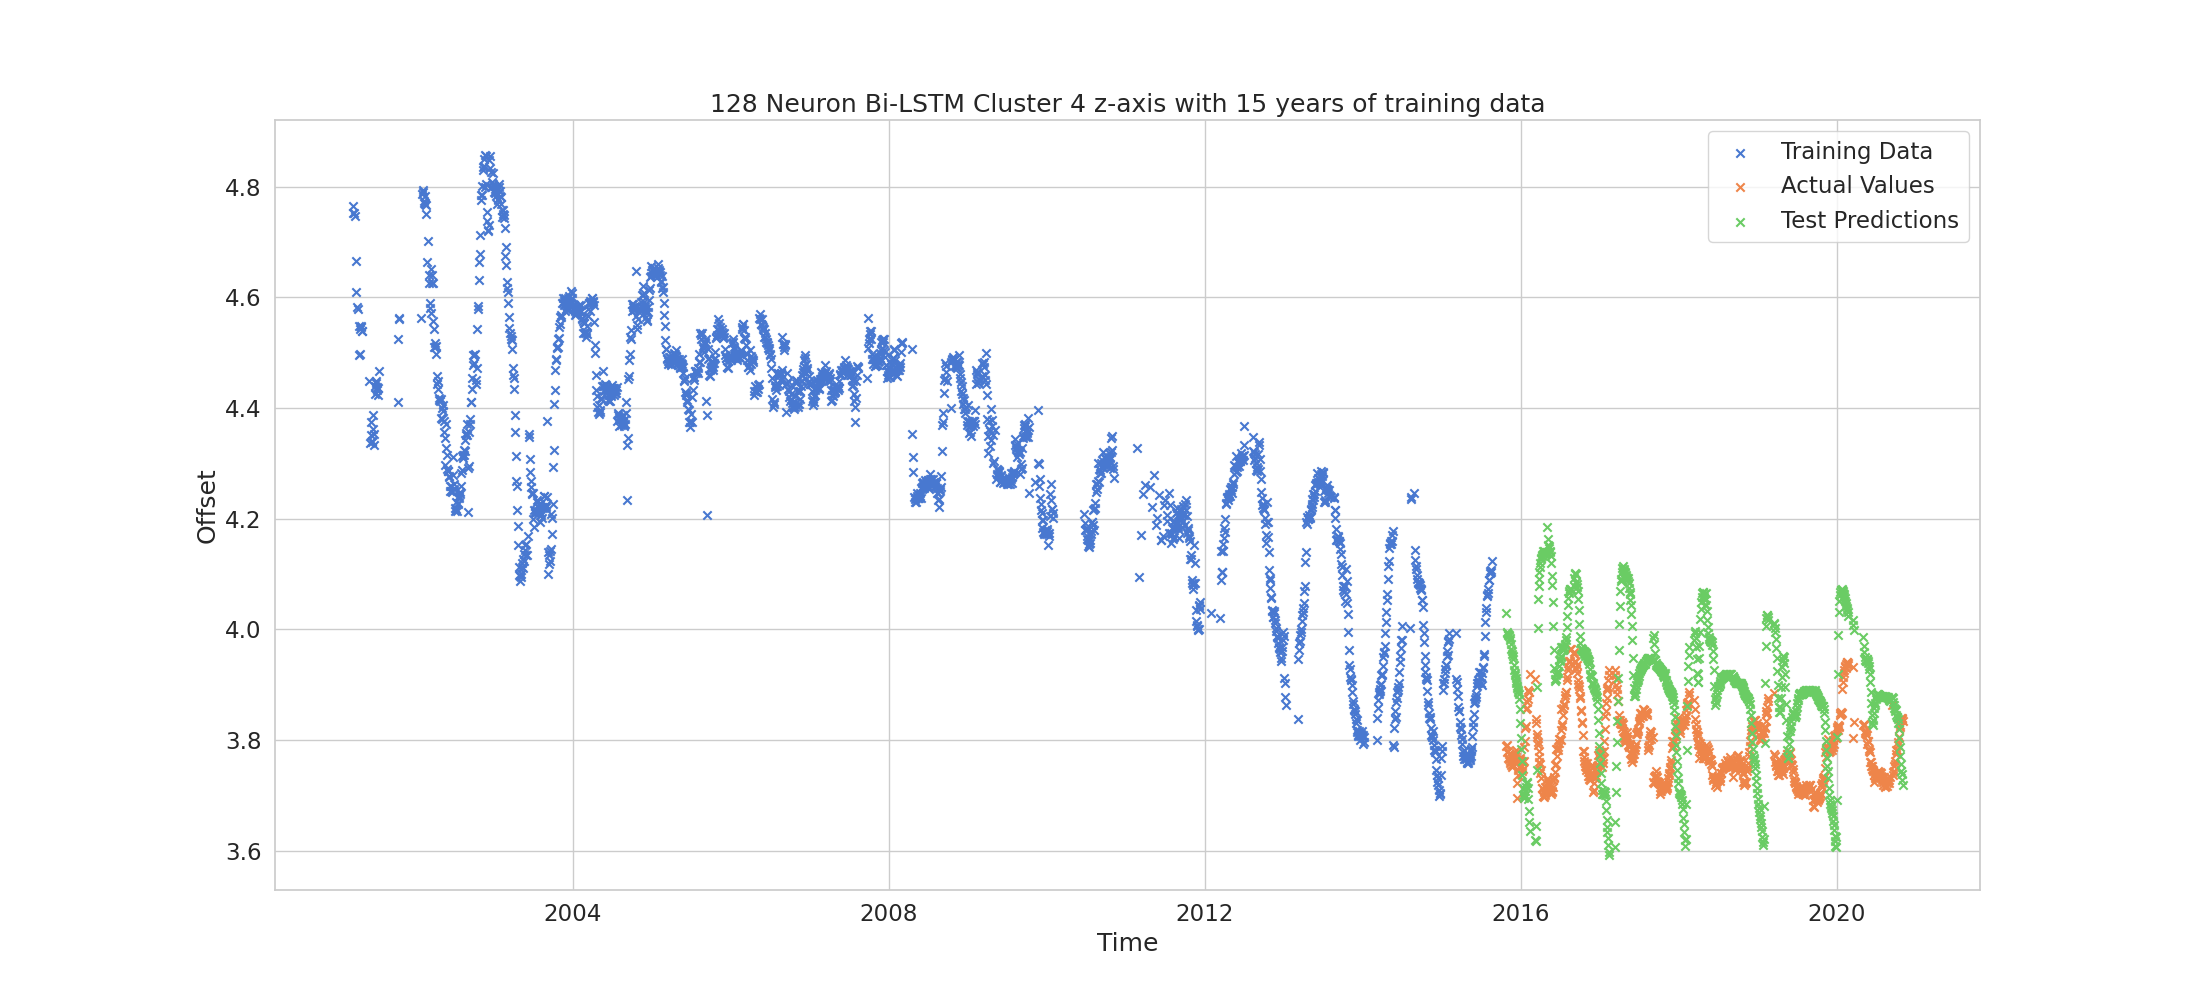 128 Neuron Bi-LSTM Cluster 4 z-axis with 15 years of training data
Training Data
Actual Values
Test Predictions
Offset
4.8
4.6
4.4
4.2
4.0
3.8
3.6
2004
2008
2012
2016
2020
Time